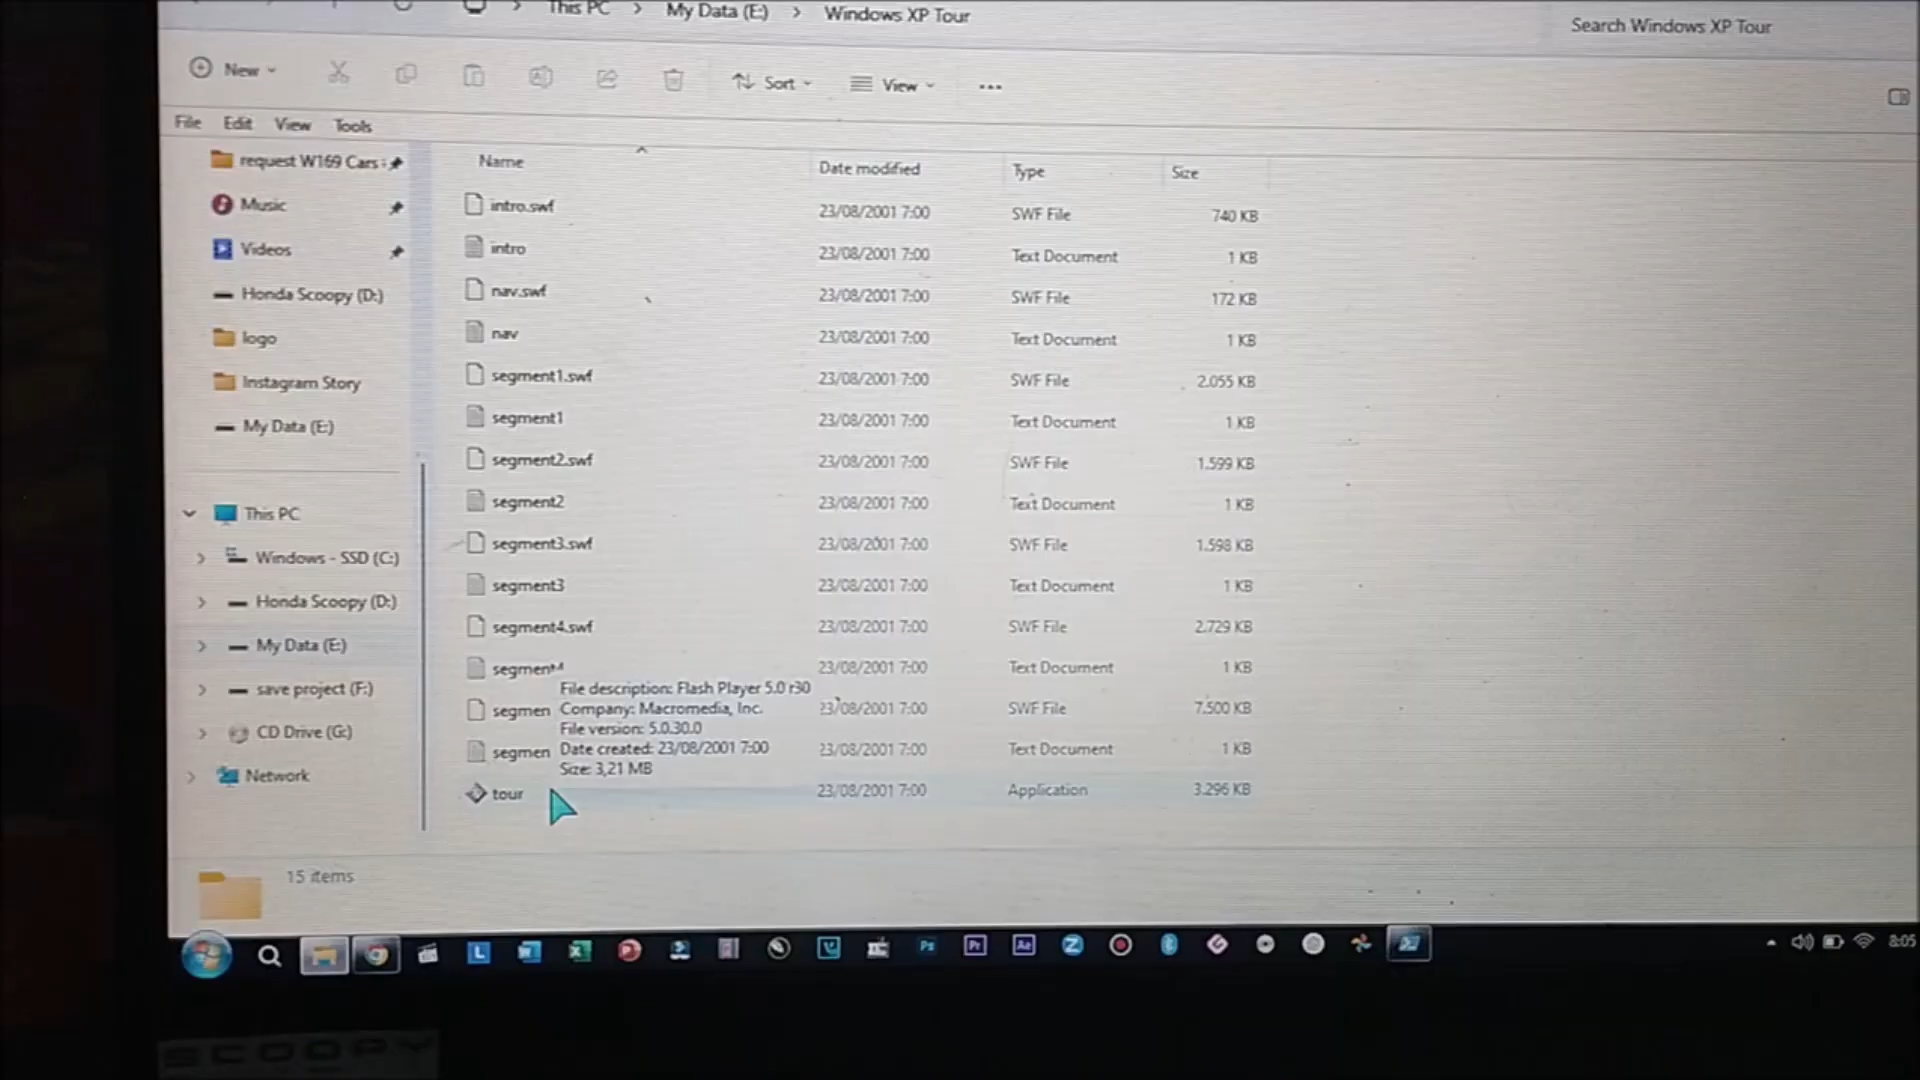 This PC > My Data (E:) > Windows XP Tour
Search Windows XP Tour
New
Sort
View
...
File Edit View Tools
request W169 Cars
Music
Videos
Honda Scoopy (D:)
logo
Instagram Story
My Data (E:)
This PC
Windows - SSD (C:)
Honda Scoopy (D:)
My Data (E:)
save project (F:)
CD Drive (G:)
Network
Name Date modified Type Size
intro.swf 23/08/2001 7:00 SWF File 740 KB
intro 23/08/2001 7:00 Text Document 1 KB
nav.swf 23/08/2001 7:00 SWF File 172 KB
nav 23/08/2001 7:00 Text Document 1 KB
segment1.swf 23/08/2001 7:00 SWF File 2.055 KB
segment1 23/08/2001 7:00 Text Document 1 KB
segment2.swf 23/08/2001 7:00 SWF File 1.599 KB
segment2 23/08/2001 7:00 Text Document 1 KB
segment3.swf 23/08/2001 7:00 SWF File 1.598 KB
segment3 23/08/2001 7:00 Text Document 1 KB
segment4.swf 23/08/2001 7:00 SWF File 2.729 KB
segment4 23/08/2001 7:00 Text Document 1 KB
segmen 23/08/2001 7:00 SWF File 7.500 KB
segmen 23/08/2001 7:00 Text Document 1 KB
tour 23/08/2001 7:00 Application 3.296 KB
File description: Flash Player 5.0 r30
Company: Macromedia, Inc.
File version: 5.0.30.0
Date created: 23/08/2001 7:00
Size: 3,21 MB
15 items
L
Ps
Pr
Ae
Z
8:05
SCOOPY